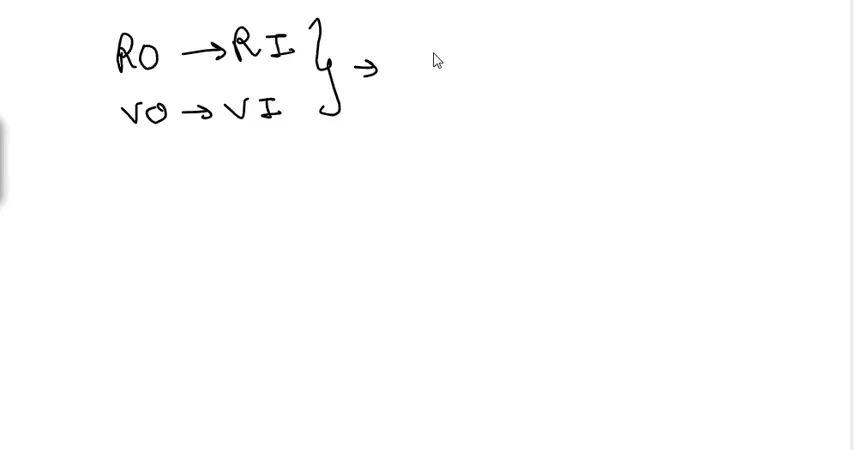 RO → RI } →
VO → VI